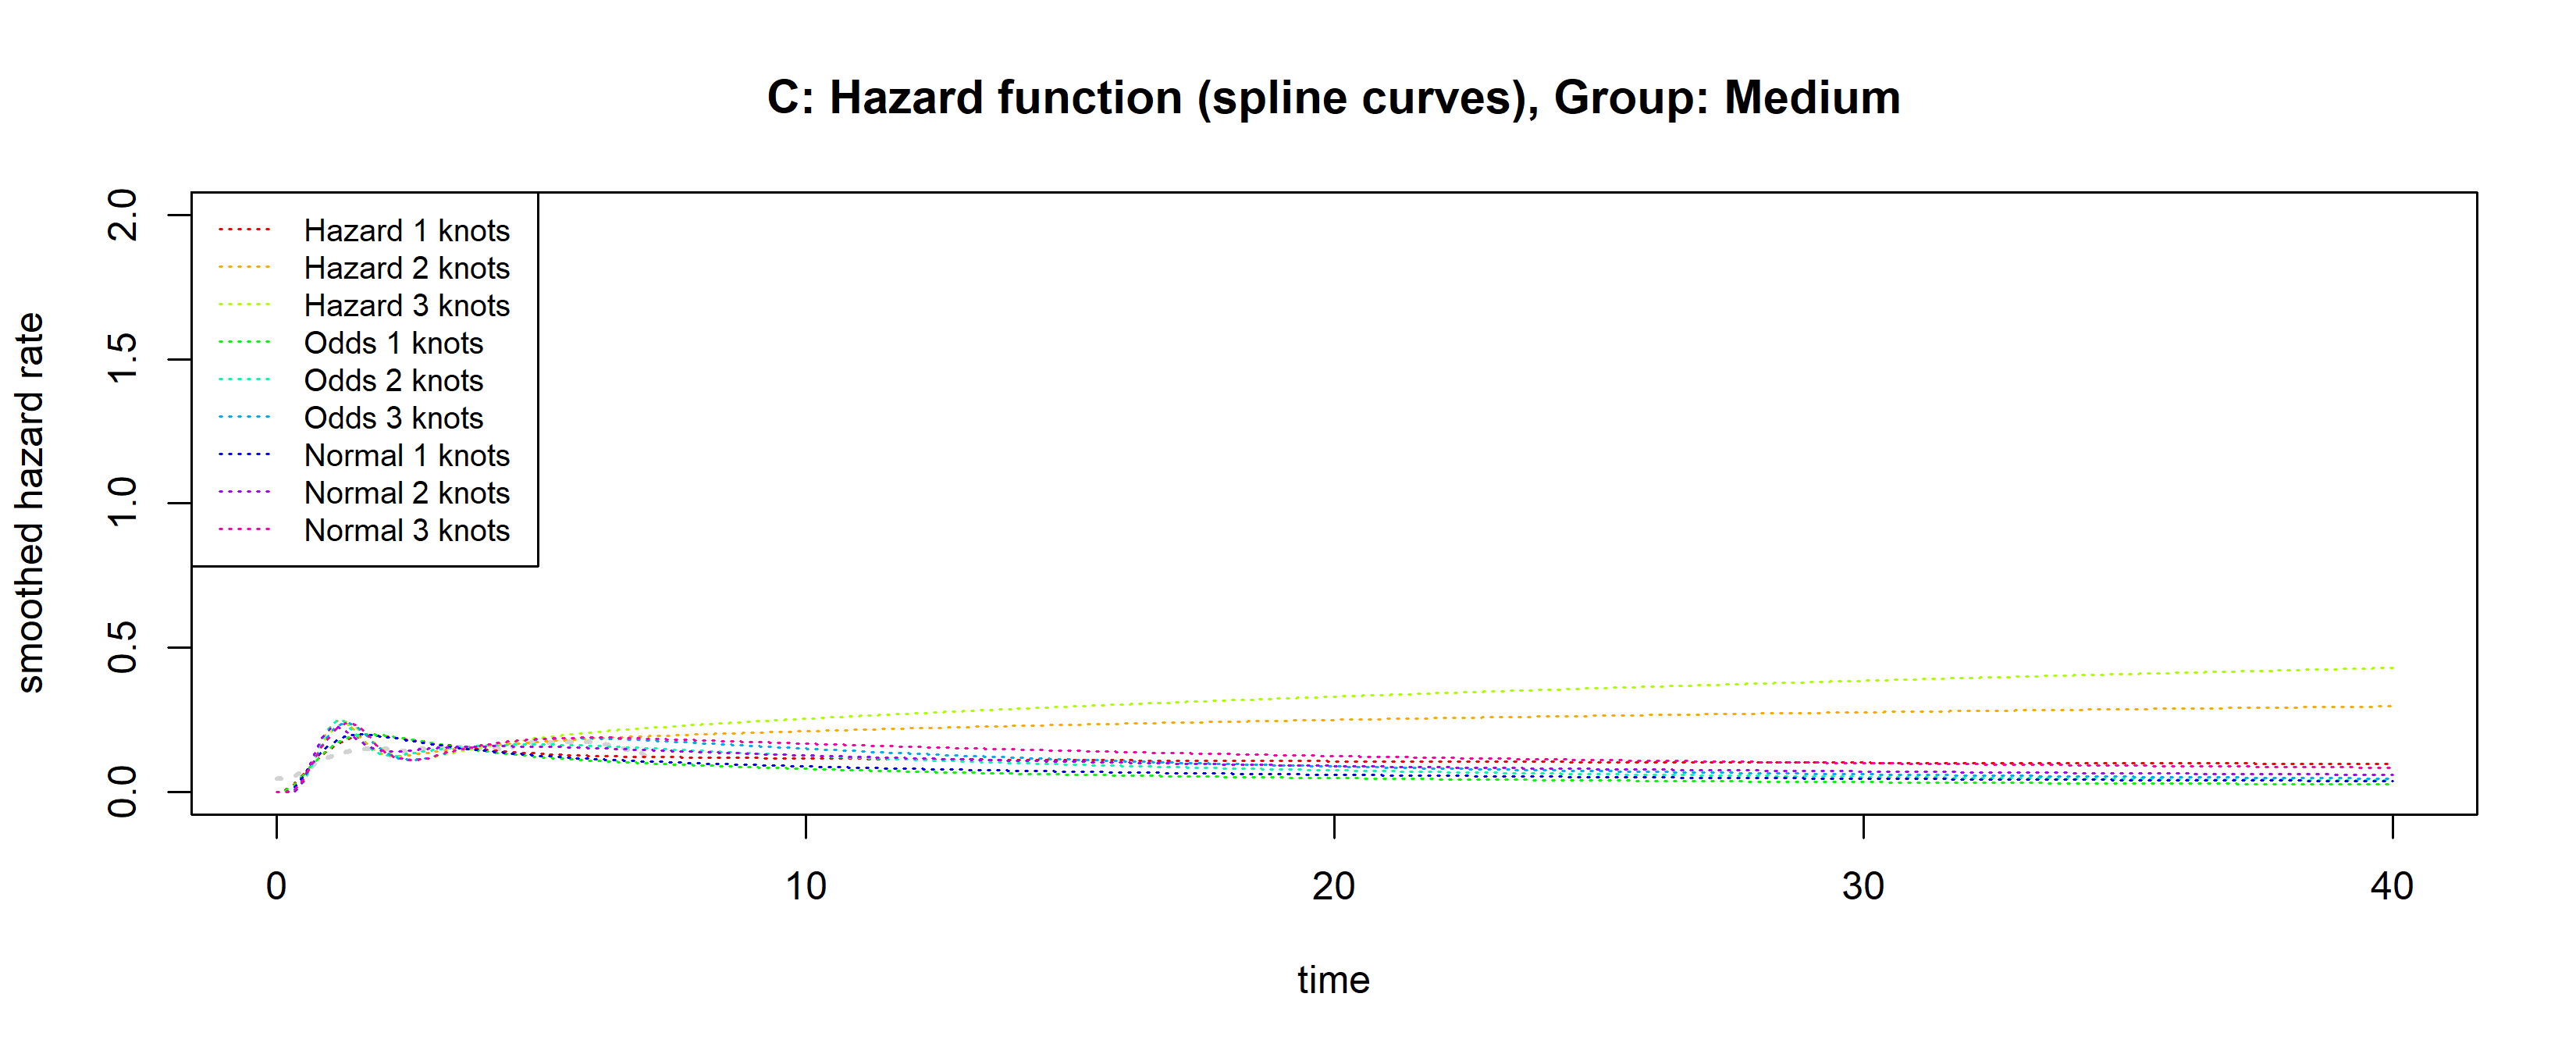 C: Hazard function (spline curves), Group: Medium
smoothed hazard rate
2.0
1.5
1.0
0.5
0.0
Hazard 1 knots
Hazard 2 knots
Hazard 3 knots
Odds 1 knots
Odds 2 knots
Odds 3 knots
Normal 1 knots
Normal 2 knots
Normal 3 knots
0 10 20 30 40
time